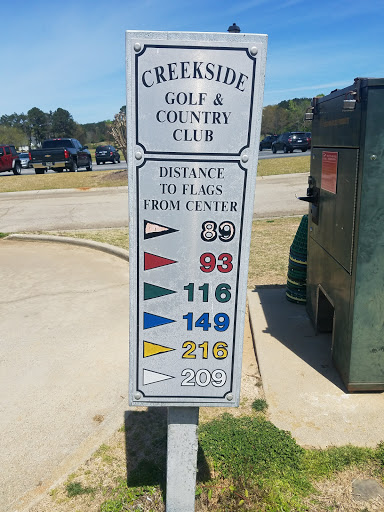 CREEKSIDE
GOLF &
COUNTRY
CLUB
DISTANCE
TO FLAGS
FROM CENTER
89
93
116
149
216
209